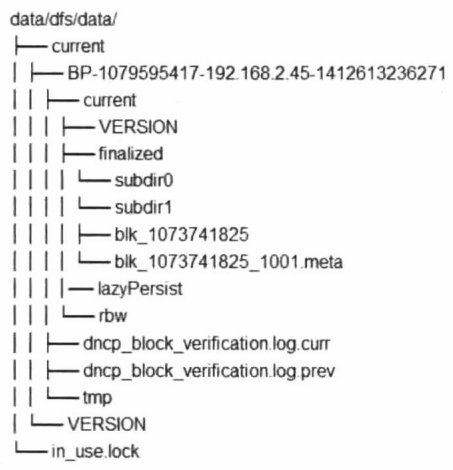 data/dfs/data/
├── current
│ ├── BP-1079595417-192.168.2.45-1412613236271
│ │ ├── current
│ │ │ ├── VERSION
│ │ │ ├── finalized
│ │ │ │ └── subdir0
│ │ │ │ └── subdir1
│ │ │ │ ├── blk_1073741825
│ │ │ │ └── blk_1073741825_1001.meta
│ │ │ │── lazyPersist
│ │ │ └── rbw
│ │ ├── dncp_block_verification.log.curr
│ │ ├── dncp_block_verification.log.prev
│ │ └── tmp
│ └── VERSION
└── in_use.lock